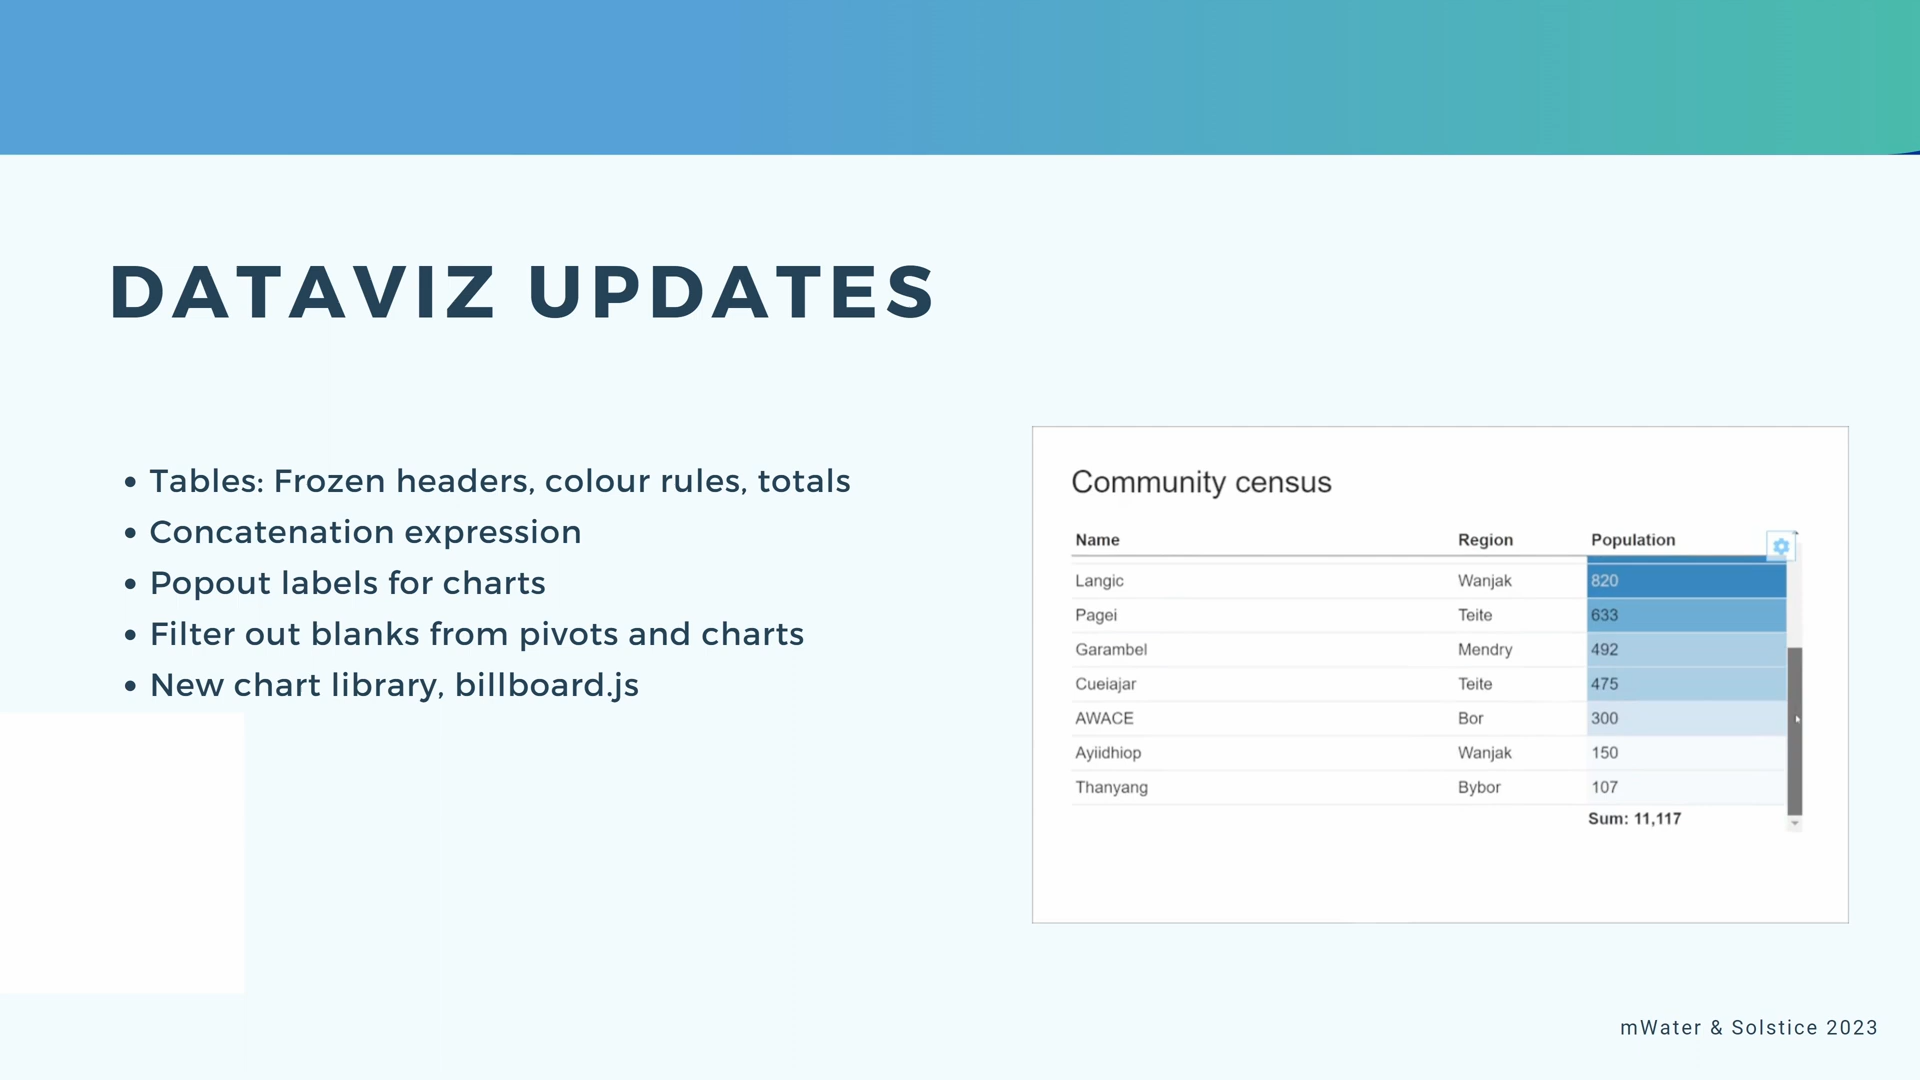 DATAVIZ UPDATES
• Tables: Frozen headers, colour rules, totals
• Concatenation expression
• Popout labels for charts
• Filter out blanks from pivots and charts
• New chart library, billboard.js
Community census
Name Region Population
Langic Wanjak 820
Pagei Teite 633
Garambel Mendry 492
Cueiajar Teite 475
AWACE Bor 300
Ayiidhiop Wanjak 150
Thanyang Bybor 107
Sum: 11,117
mWater & Solstice 2023